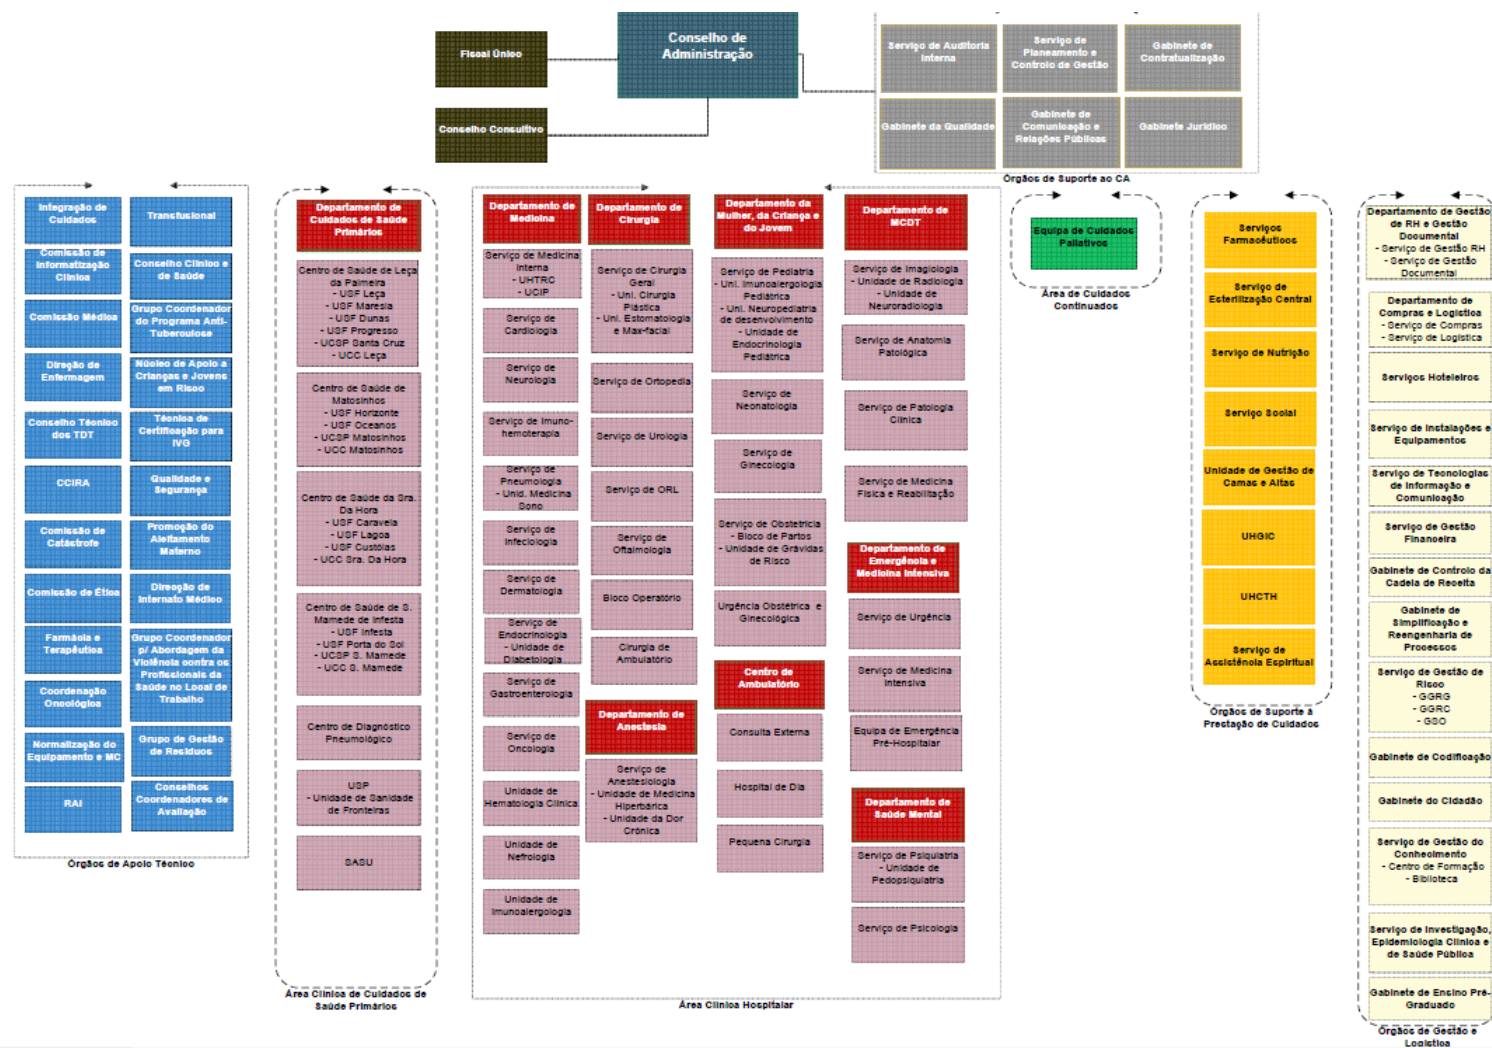 Conselho de
Administração
Fiscal Único
Conselho Consultivo
Serviço de Auditoria
Interna
Serviço de
Planeamento e
Controlo de Gestão
Gabinete de
Contratualização
Gabinete da Qualidade
Gabinete de
Comunicação e
Relações Públicas
Gabinete Jurídico
Órgãos de Suporte ao CA
Integração de
Cuidados
Comissão de
Informatização
Clínica
Comissão Médica
Direção de
Enfermagem
Conselho Técnico
dos TDT
CCIRA
Comissão de
Catástrofe
Comissão de Ética
Farmácia e
Terapêutica
Coordenação
Oncológica
Normalização do
Equipamento e MC
RAI
Transfusional
Conselho Clínico e
de Saúde
Grupo Coordenador
do Programa Anti-
Tuberculose
Núcleo de Apoio a
Crianças e Jovens
em Risco
Técnica de
Certificação para
IVG
Qualidade e
Segurança
Promoção do
Aleitamento
Materno
Direcção de
Internato Médico
Grupo Coordenador
p/ Abordagem da
Violência contra os
Profissionais da
Saúde no Local de
Trabalho
Grupo de Gestão
de Resíduos
Conselhos
Coordenadores de
Avaliação
Órgãos de Apoio Técnico
Departamento de
Cuidados de Saúde
Primários
Centro de Saúde de Leça
da Palmeira
- USF Leça
- USF Maresia
- USF Dunas
- USF Progresso
- UCSP Santa Cruz
- UCC Leça
Centro de Saúde de
Matosinhos
- USF Horizonte
- USF Oceanos
- UCSP Matosinhos
- UCC Matosinhos
Centro de Saúde da Sra.
Da Hora
- USF Caravela
- USF Lagoa
- USF Custóias
- UCC Sra. Da Hora
Centro de Saúde de S.
Mamede de Infesta
- USF Infesta
- USF Porta do Sol
- UCSP S. Mamede
- UCC S. Mamede
Centro de Diagnóstico
Pneumológico
USP
- Unidade de Sanidade
de Fronteiras
SASU
Área Clínica de Cuidados de
Saúde Primários
Departamento de
Medicina
Serviço de Medicina
Interna
- UHTRC
- UCIP
Serviço de
Cardiologia
Serviço de
Neurologia
Serviço de Imuno-
hemoterapia
Serviço de
Pneumologia
- Unid. Medicina
Sono
Serviço de
Infeciologia
Serviço de
Dermatologia
Serviço de
Endocrinologia
- Unidade de
Diabetologia
Serviço de
Gastroenterologia
Serviço de
Oncologia
Unidade de
Hematologia Clínica
Unidade de
Nefrologia
Unidade de
Imunoalergologia
Departamento de
Cirurgia
Serviço de Cirurgia
Geral
- Uni. Cirurgia
Plástica
- Uni. Estomatologia
e Max-facial
Serviço de Ortopedia
Serviço de Urologia
Serviço de ORL
Serviço de
Oftalmologia
Bloco Operatório
Cirurgia de
Ambulatório
Departamento de
Anestesia
Serviço de
Anestesiologia
- Unidade de Medicina
Hiperbárica
- Unidade da Dor
Crónica
Departamento da
Mulher, da Criança e
do Jovem
Serviço de Pediatria
- Uni. Imunoalergologia
Pediátrica
- Uni. Neuropediatria
de desenvolvimento
- Unidade de
Endocrinologia
Pediátrica
Serviço de
Neonatologia
Serviço de
Ginecologia
Serviço de Obstetrícia
- Bloco de Partos
- Unidade de Grávidas
de Risco
Urgência Obstétrica e
Ginecológica
Centro de
Ambulatório
Consulta Externa
Hospital de Dia
Pequena Cirurgia
Departamento de
MCDT
Serviço de Imagiologia
- Unidade de Radiologia
- Unidade de
Neuroradiologia
Serviço de Anatomia
Patológica
Serviço de Patologia
Clínica
Serviço de Medicina
Física e Reabilitação
Departamento de
Emergência e
Medicina Intensiva
Serviço de Urgência
Serviço de Medicina
Intensiva
Equipa de Emergência
Pré-Hospitalar
Departamento de
Saúde Mental
Serviço de Psiquiatria
- Unidade de
Pedopsiquiatria
Serviço de Psicologia
Área Clínica Hospitalar
Equipa de Cuidados
Paliativos
Área de Cuidados
Continuados
Serviços
Farmacêuticos
Serviço de
Esterilização Central
Serviço de Nutrição
Serviço Social
Unidade de Gestão de
Camas e Altas
UHGIC
UHCTH
Serviço de
Assistência Espiritual
Órgãos de Suporte à
Prestação de Cuidados
Departamento de Gestão
de RH e Gestão
Documental
- Serviço de Gestão RH
- Serviço de Gestão
Documental
Departamento de
Compras e Logística
- Serviço de Compras
- Serviço de Logística
Serviços Hoteleiros
Serviço de Instalações e
Equipamentos
Serviço de Tecnologias
de Informação e
Comunicação
Serviço de Gestão
Financeira
Gabinete de Controlo da
Cadeia de Receita
Gabinete de
Simplificação e
Reengenharia de
Processos
Serviço de Gestão de
Risco
- GGRG
- GGRC
- GSO
Gabinete de Codificação
Gabinete do Cidadão
Serviço de Gestão do
Conhecimento
- Centro de Formação
- Biblioteca
Serviço de Investigação,
Epidemiologia Clínica e
de Saúde Pública
Gabinete de Ensino Pré-
Graduado
Órgãos de Gestão e
Logística